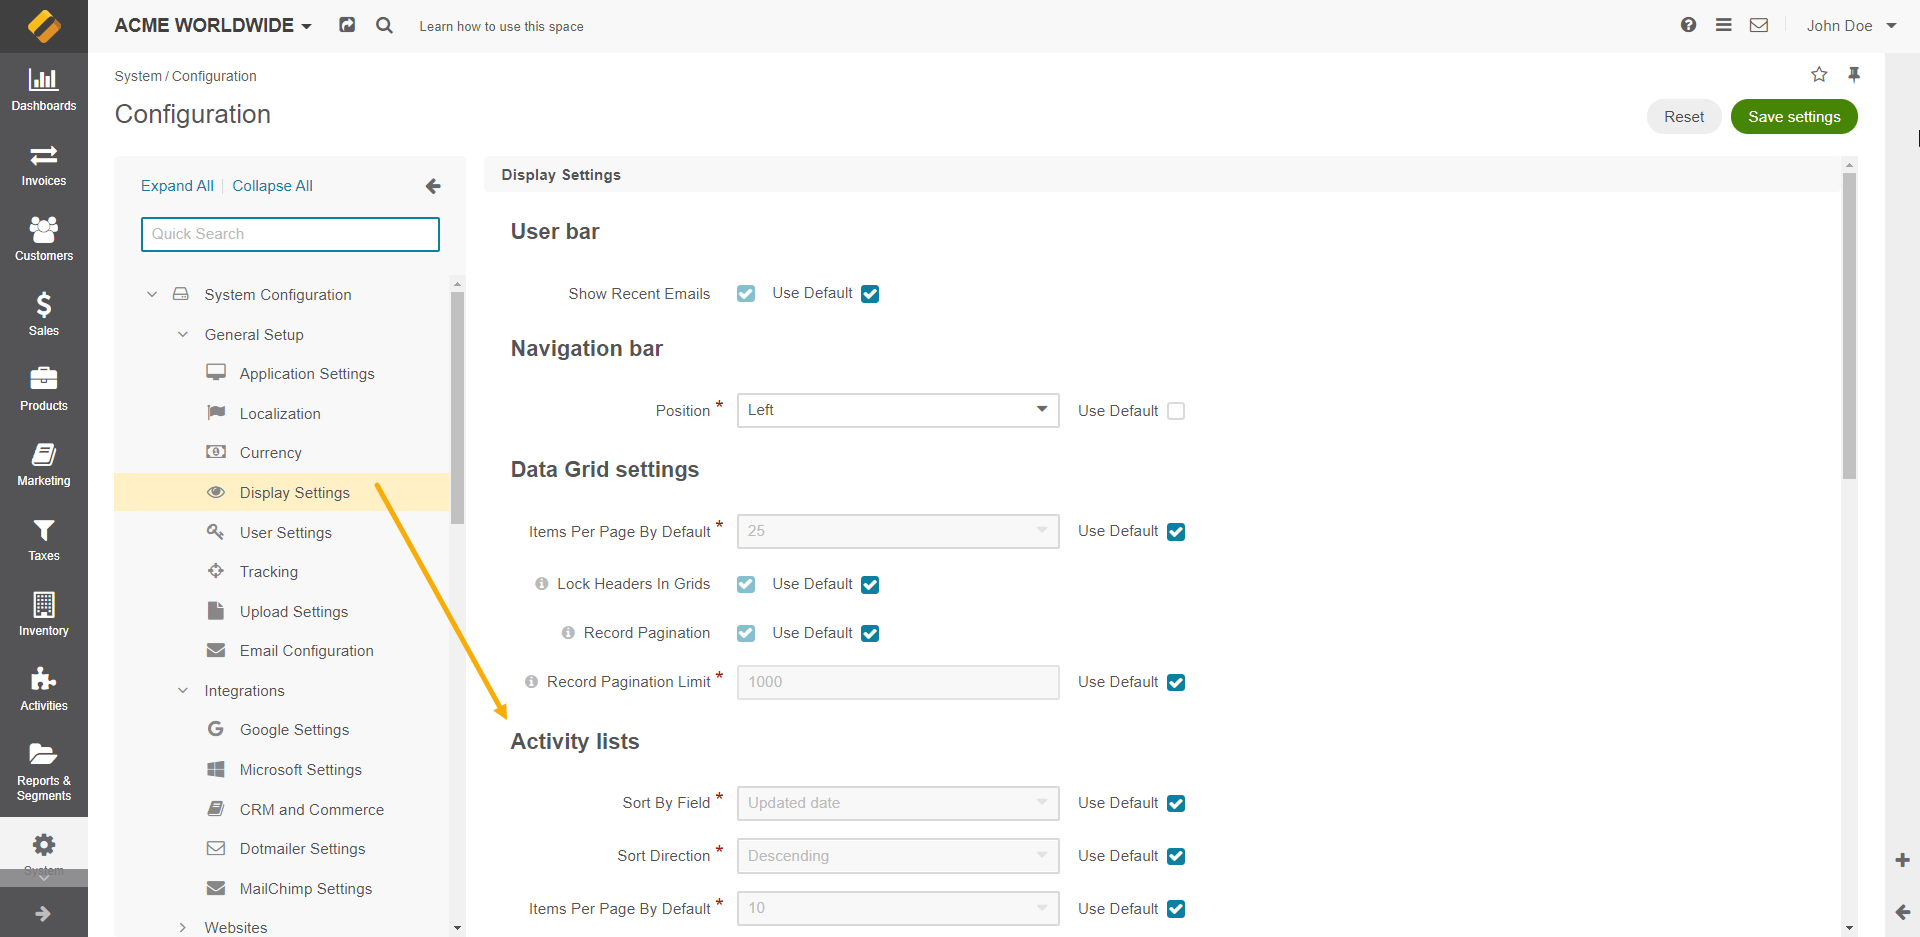 ACME WORLDWIDE
Learn how to use this space
John Doe
Dashboards
Invoices
Customers
Sales
Products
Marketing
Taxes
Inventory
Activities
Reports &
Segments
System
System / Configuration
Configuration
Reset
Save settings
Expand All
Collapse All
Quick Search
System Configuration
General Setup
Application Settings
Localization
Currency
Display Settings
User Settings
Tracking
Upload Settings
Email Configuration
Integrations
Google Settings
Microsoft Settings
CRM and Commerce
Dotmailer Settings
MailChimp Settings
Websites
Display Settings
User bar
Show Recent Emails Use Default
Navigation bar
Position * Left Use Default
Data Grid settings
Items Per Page By Default * 25 Use Default
Lock Headers In Grids Use Default
Record Pagination Use Default
Record Pagination Limit * 1000 Use Default
Activity lists
Sort By Field * Updated date Use Default
Sort Direction * Descending Use Default
Items Per Page By Default * 10 Use Default